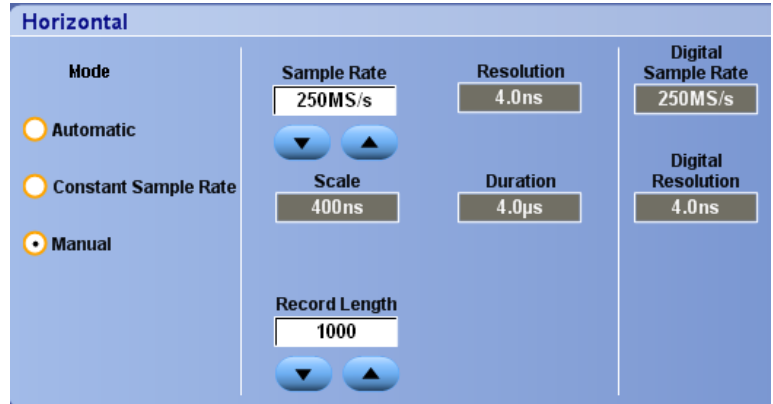 Horizontal
Mode
Automatic
Constant Sample Rate
Manual
Sample Rate
250MS/s
Scale
400ns
Record Length
1000
Resolution
4.0ns
Duration
4.0µs
Digital
Sample Rate
250MS/s
Digital
Resolution
4.0ns